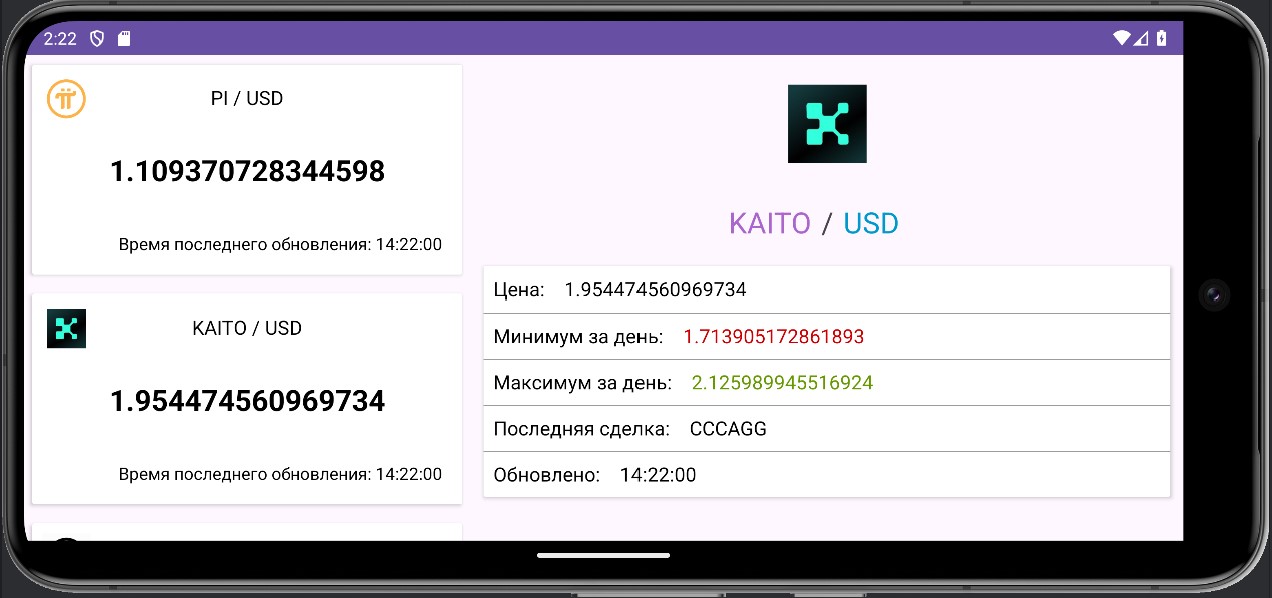 2:22
PI / USD
1.109370728344598
Время последнего обновления: 14:22:00
KAITO / USD
1.954474560969734
Время последнего обновления: 14:22:00
KAITO / USD
Цена: 1.954474560969734
Минимум за день: 1.713905172861893
Максимум за день: 2.125989945516924
Последняя сделка: CCCAGG
Обновлено: 14:22:00